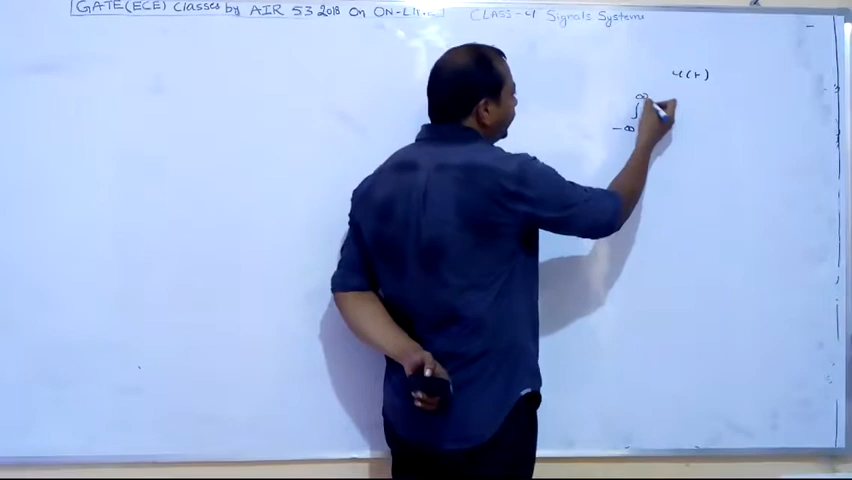 GATE(ECE) Classes by AIR 53 2018 On ON-LINE CLASS-4 Signals Systems
u(t)
∞
∫
-∞